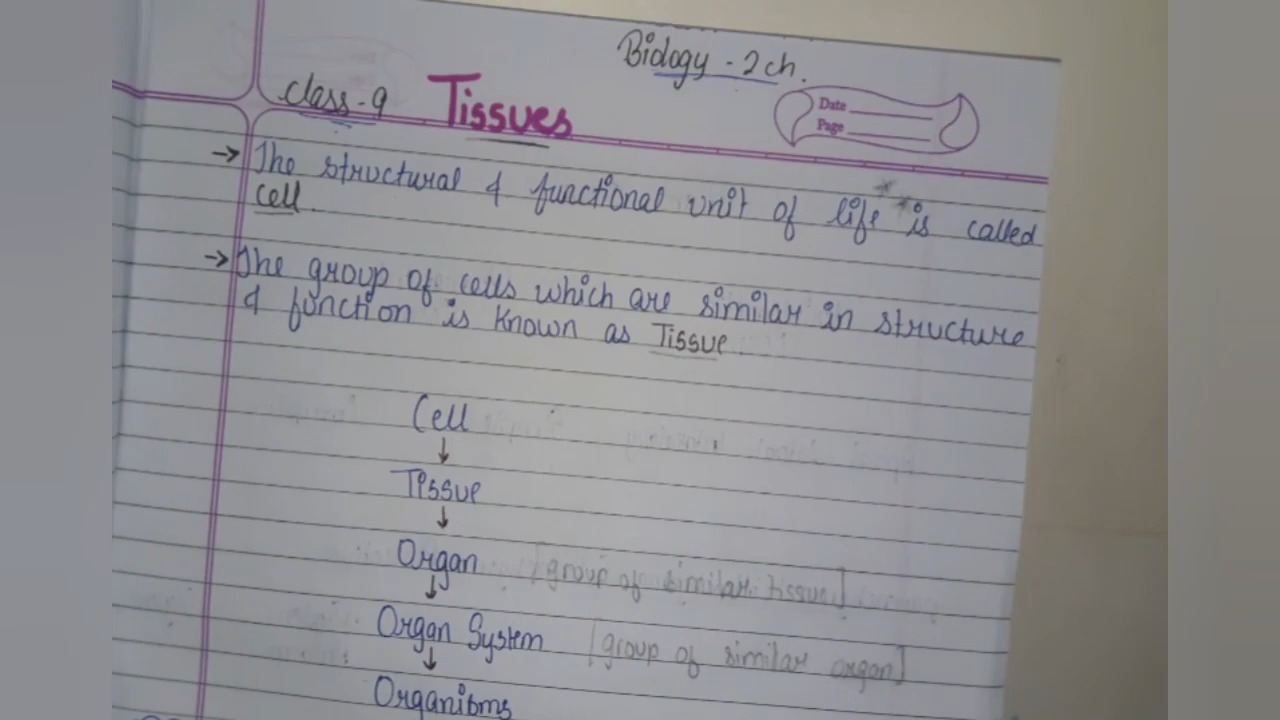 Biology - 2 ch.
Class-9 Tissues
Date
Page
→ The structural & functional unit of life is called
cell.
→ The group of cells which are similar in structure
& function is known as Tissue.
Cell
↓
Tissue
↓
Organ [group of similar tissue]
↓
Organ System [group of similar organ]
↓
Organisms